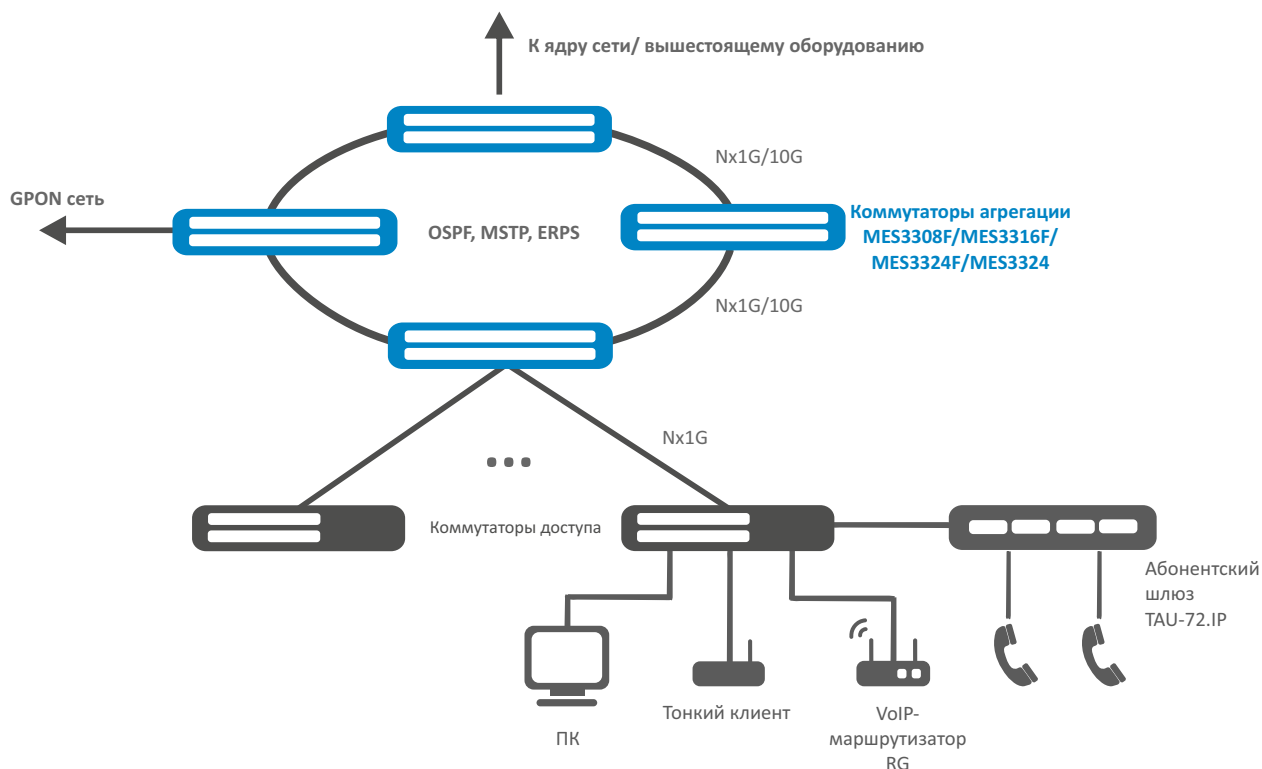 К ядру сети/ вышестоящему оборудованию
Nx1G/10G
GPON сеть
OSPF, MSTP, ERPS
Коммутаторы агрегации
MES3308F/MES3316F/
MES3324F/MES3324
Nx1G/10G
Nx1G
Коммутаторы доступа
Абонентский
шлюз
TAU-72.IP
ПК
Тонкий клиент
VoIP-
маршрутизатор
RG